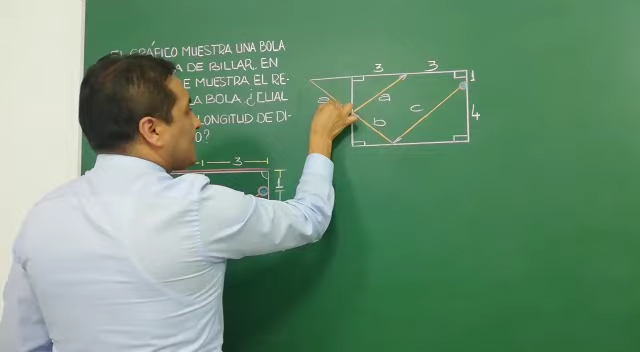 EL GRÁFICO MUESTRA UNA BOLA
DE BILLAR. EN
E MUESTRA EL RE-
LA BOLA. ¿CUAL
LONGITUD DE DI-
O?
3 3
1
a a c
b 4
1 3
1